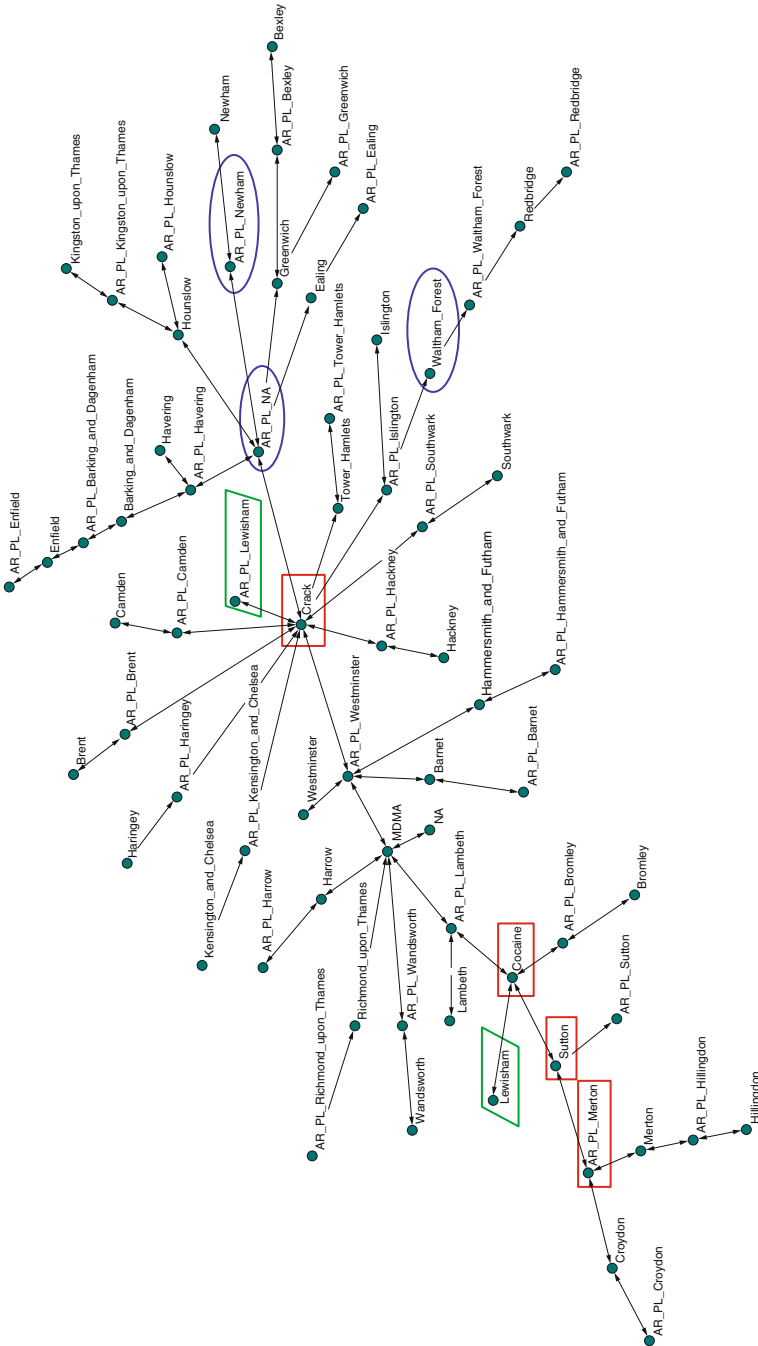 Bexley
AR_PL_Bexley
Newham
AR_PL_Greenwich
Kingston_upon_Thames
AR_PL_Kingston_upon_Thames
AR_PL_Hounslow
AR_PL_Newham
AR_PL_Ealing
AR_PL_Redbridge
Greenwich
Redbridge
Hounslow
Ealing
AR_PL_Waltham_Forest
Islington
Waltham_Forest
AR_PL_Enfield
Enfield
AR_PL_Barking_and_Dagenham
Barking_and_Dagenham
Havering
AR_PL_Havering
AR_PL_NA
AR_PL_Tower_Hamlets
Tower_Hamlets
AR_PL_Islington
AR_PL_Southwark
Southwark
Camden
AR_PL_Camden
AR_PL_Lewisham
Crack
AR_PL_Hackney
Hackney
Hammersmith_and_Futham
AR_PL_Hammersmith_and_Futham
Brent
AR_PL_Brent
Haringey
AR_PL_Haringey
AR_PL_Kensington_and_Chelsea
Kensington_and_Chelsea
Westminster
AR_PL_Westminster
Barnet
AR_PL_Barnet
MDMA
NA
Harrow
AR_PL_Harrow
Richmond_upon_Thames
AR_PL_Richmond_upon_Thames
AR_PL_Wandsworth
Wandsworth
AR_PL_Lambeth
Lambeth
Cocaine
AR_PL_Bromley
Bromley
Lewisham
Sutton
AR_PL_Sutton
AR_PL_Merton
Merton
AR_PL_Hillingdon
Hillingdon
Croydon
AR_PL_Croydon